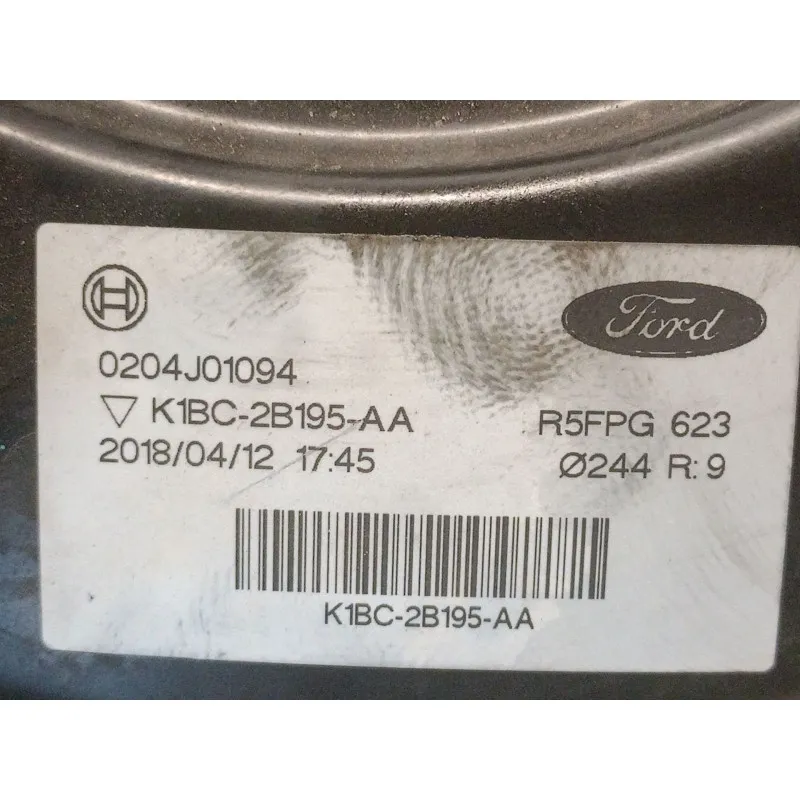 Ford
0204J01094
▽ K1BC-2B195-AA R5FPG 623
2018/04/12 17:45 Ø244 R: 9
K1BC-2B195-AA